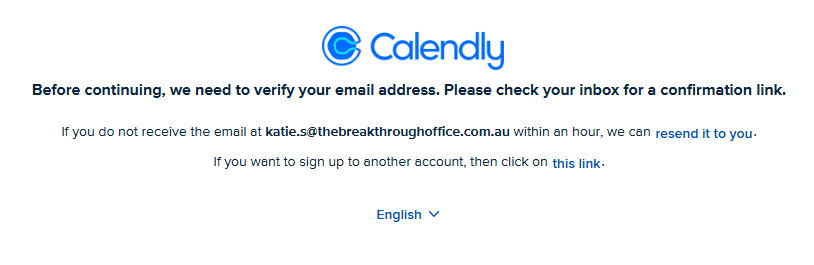 Calendly
Before continuing, we need to verify your email address. Please check your inbox for a confirmation link.
If you do not receive the email at katie.s@thebreakthroughoffice.com.au within an hour, we can resend it to you.
If you want to sign up to another account, then click on this link.
English